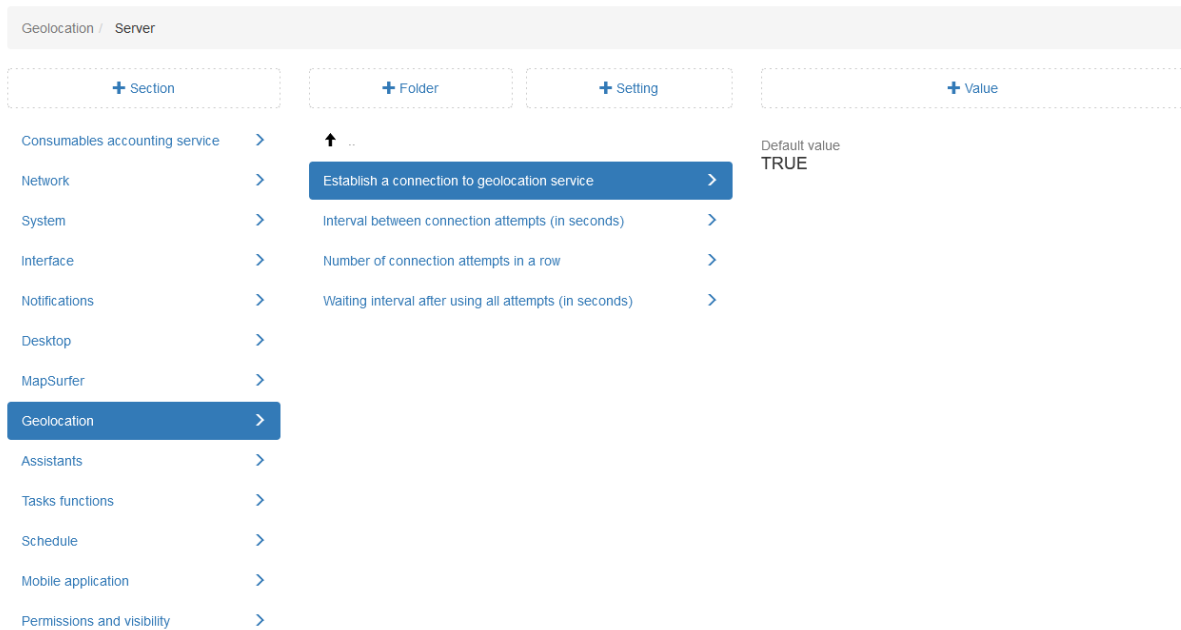 Geolocation / Server
+ Section
Consumables accounting service
Network
System
Interface
Notifications
Desktop
MapSurfer
Geolocation
Assistants
Tasks functions
Schedule
Mobile application
Permissions and visibility
+ Folder
+ Setting
..
Establish a connection to geolocation service
Interval between connection attempts (in seconds)
Number of connection attempts in a row
Waiting interval after using all attempts (in seconds)
+ Value
Default value
TRUE